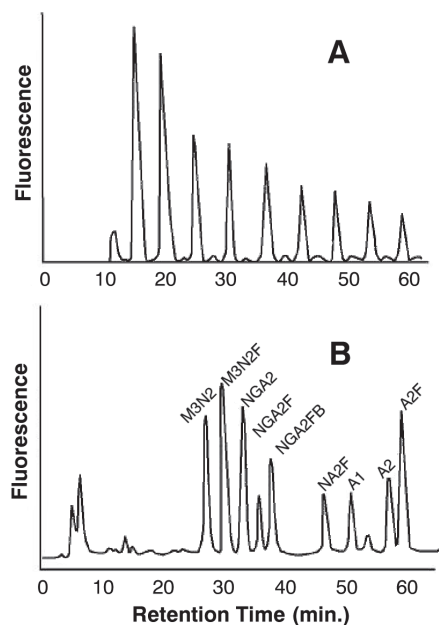 A
Fluorescence
0 10 20 30 40 50 60
B
M3N2
M3N2F
NGA2
NGA2F
NGA2FB
NA2F
A1
A2
A2F
Fluorescence
0 10 20 30 40 50 60
Retention Time (min.)